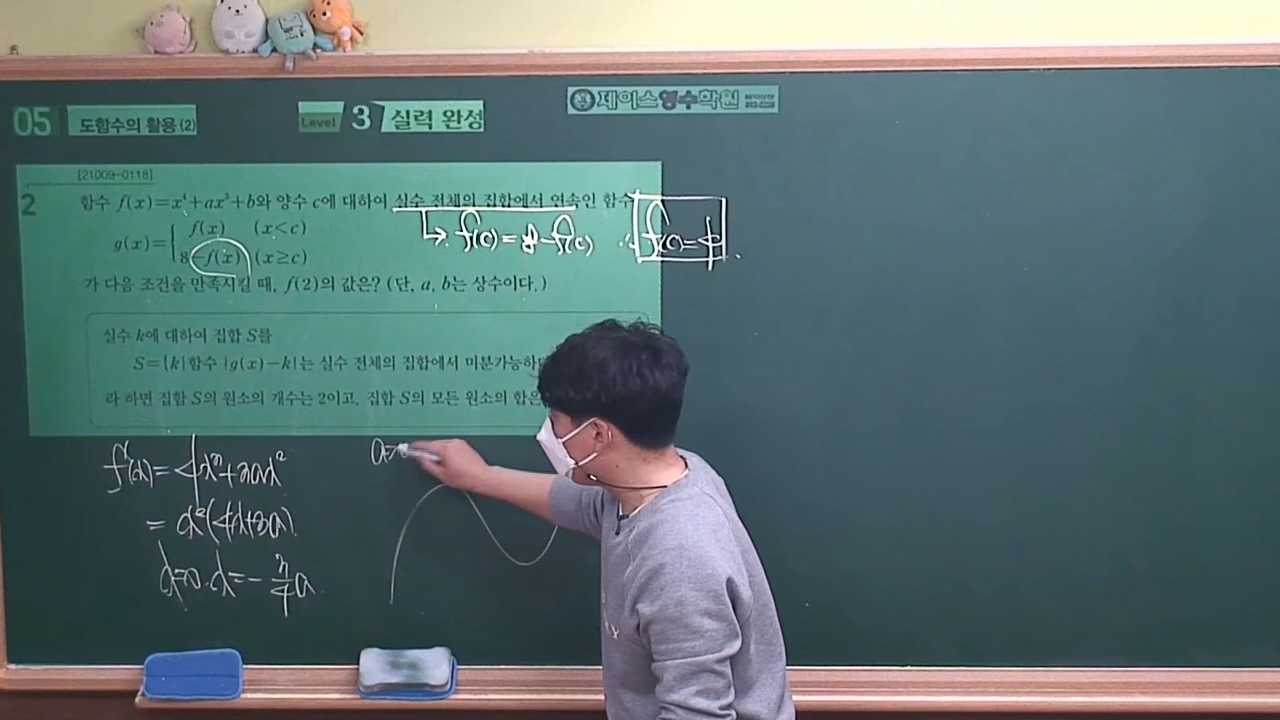 제이스영수학원
05 도함수의 활용 (2) Level 3 실력 완성
[21009-0118]
2 함수 f(x)=x⁴+ax³+b와 양수 c에 대하여 실수 전체의 집합에서 연속인 함수
g(x)={ f(x) (x<c)
8-f(x) (x≥c)
가 다음 조건을 만족시킬 때, f(2)의 값은? (단, a, b는 상수이다.)
f(c)=8-f(c) ∴ f(c)=4
실수 k에 대하여 집합 S를
S={k|함수 |g(x)-k|는 실수 전체의 집합에서 미분가능하
라 하면 집합 S의 원소의 개수는 2이고, 집합 S의 모든 원소의 합은
f'(x)=4x³+3ax²
=x²(4x+3a)
x=0. x=-3/4a